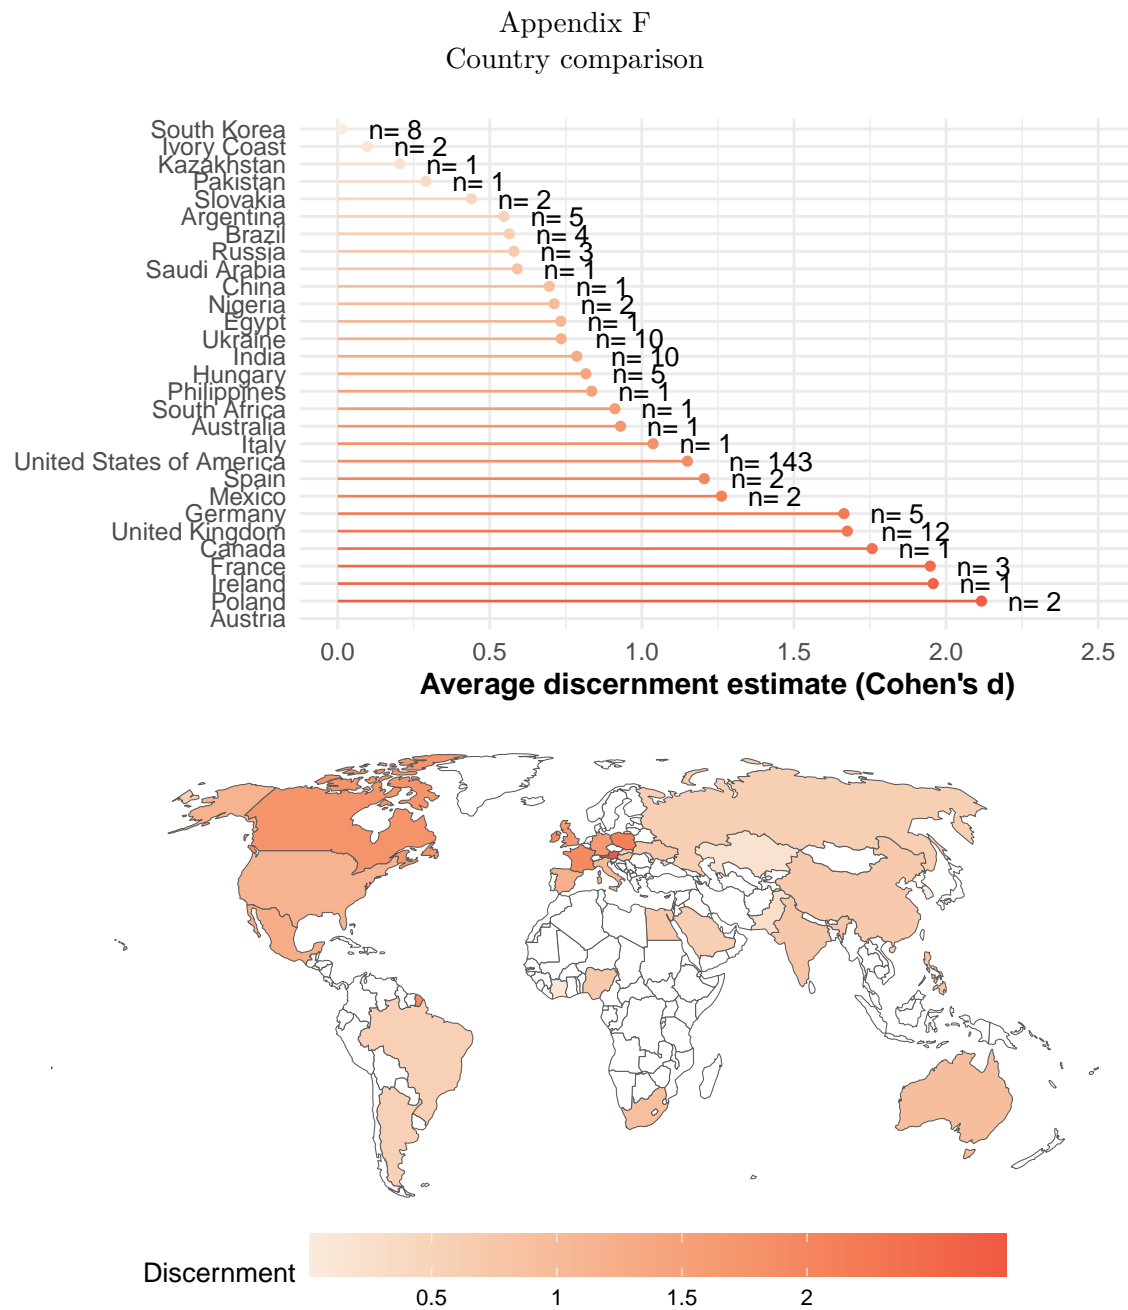 Appendix F
Country comparison
South Korea n= 8
Ivory Coast n= 2
Kazakhstan n= 1
Pakistan n= 1
Slovakia n= 2
Argentina n= 5
Brazil n= 4
Russia n= 3
Saudi Arabia n= 1
China n= 1
Nigeria n= 2
Egypt n= 1
Ukraine n= 10
India n= 10
Hungary n= 5
Philippines n= 1
South Africa n= 1
Australia n= 1
Italy n= 1
United States of America n= 143
Spain n= 2
Mexico n= 2
Germany n= 5
United Kingdom n= 12
Canada n= 1
France n= 3
Ireland n= 1
Poland n= 2
Austria
0.0 0.5 1.0 1.5 2.0 2.5
Average discernment estimate (Cohen's d)
Discernment
0.5 1 1.5 2